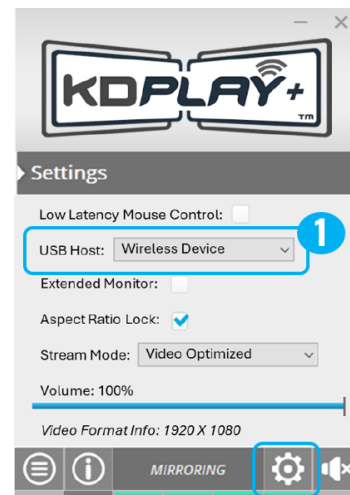 KDPLAY+
TM
Settings
Low Latency Mouse Control:
USB Host: Wireless Device
1
Extended Monitor:
Aspect Ratio Lock:
Stream Mode: Video Optimized
Volume: 100%
Video Format Info: 1920 X 1080
MIRRORING